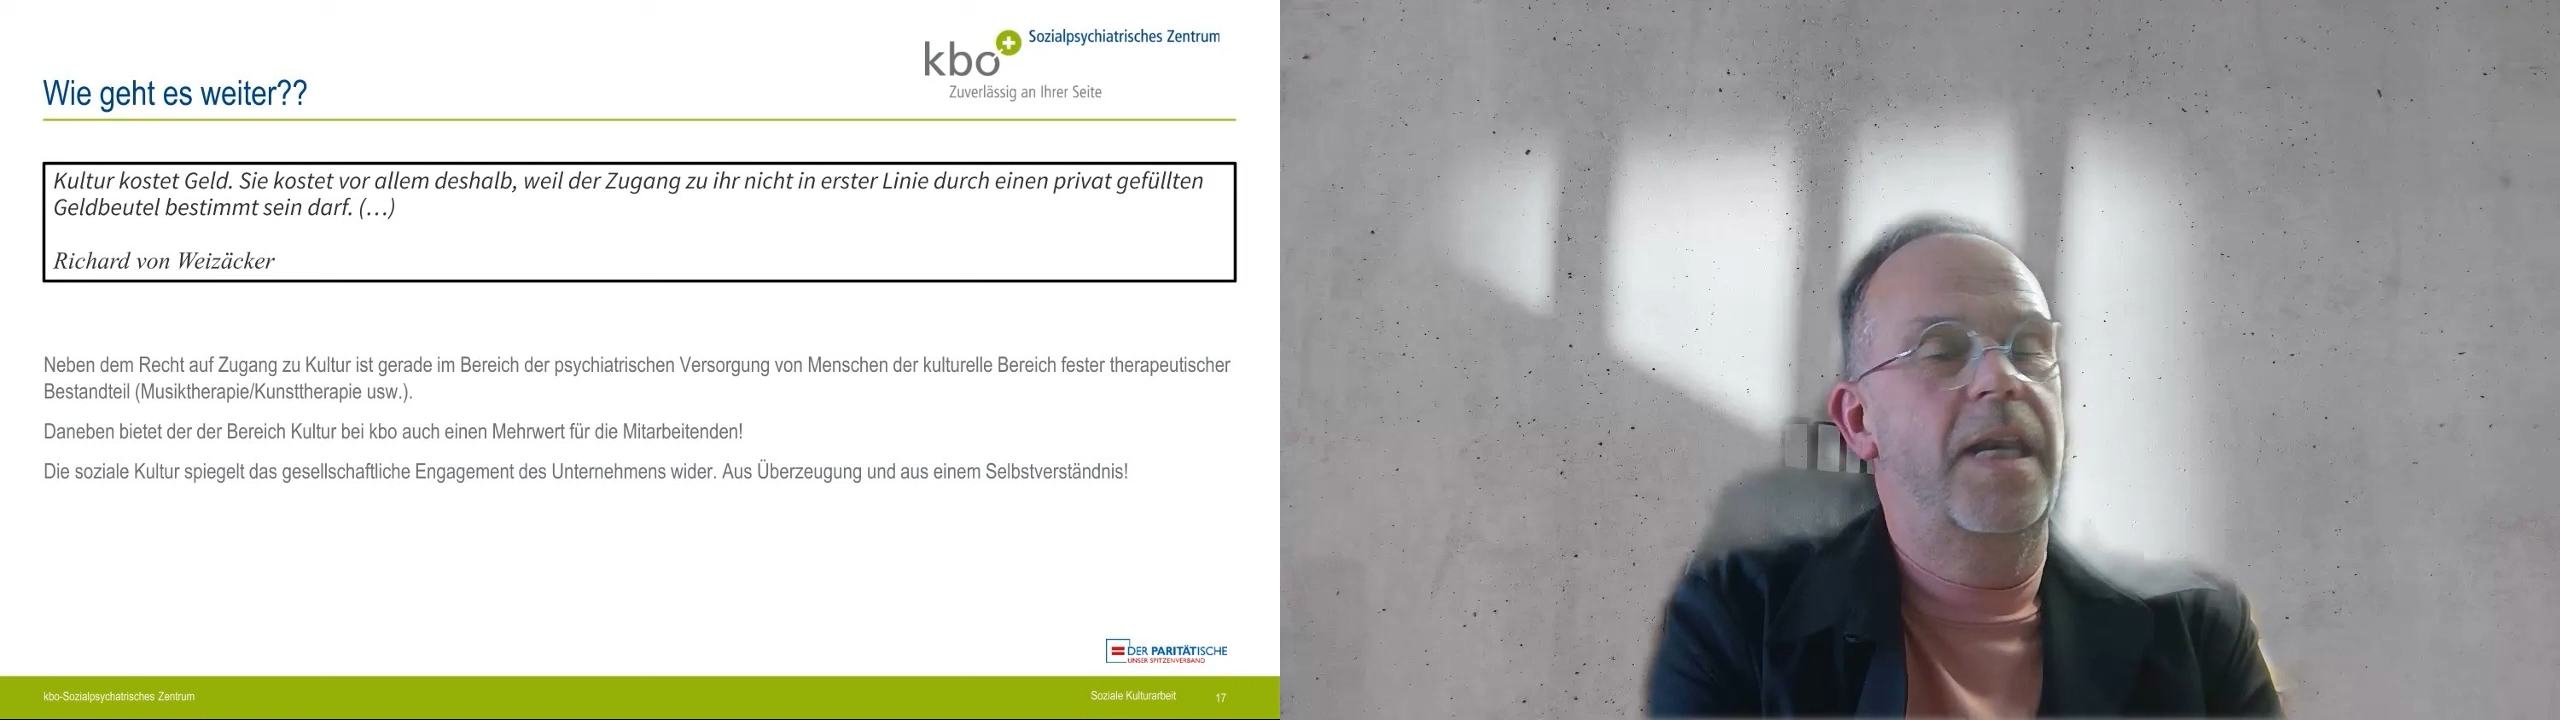 kbo Sozialpsychiatrisches Zentrum
Zuverlässig an Ihrer Seite
Wie geht es weiter??
Kultur kostet Geld. Sie kostet vor allem deshalb, weil der Zugang zu ihr nicht in erster Linie durch einen privat gefüllten
Geldbeutel bestimmt sein darf. (…)
Richard von Weizäcker
Neben dem Recht auf Zugang zu Kultur ist gerade im Bereich der psychiatrischen Versorgung von Menschen der kulturelle Bereich fester therapeutischer
Bestandteil (Musiktherapie/Kunsttherapie usw.).
Daneben bietet der der Bereich Kultur bei kbo auch einen Mehrwert für die Mitarbeitenden!
Die soziale Kultur spiegelt das gesellschaftliche Engagement des Unternehmens wider. Aus Überzeugung und aus einem Selbstverständnis!
DER PARITÄTISCHE
UNSER SPITZENVERBAND
kbo-Sozialpsychatrisches Zentrum
Soziale Kulturarbeit 17